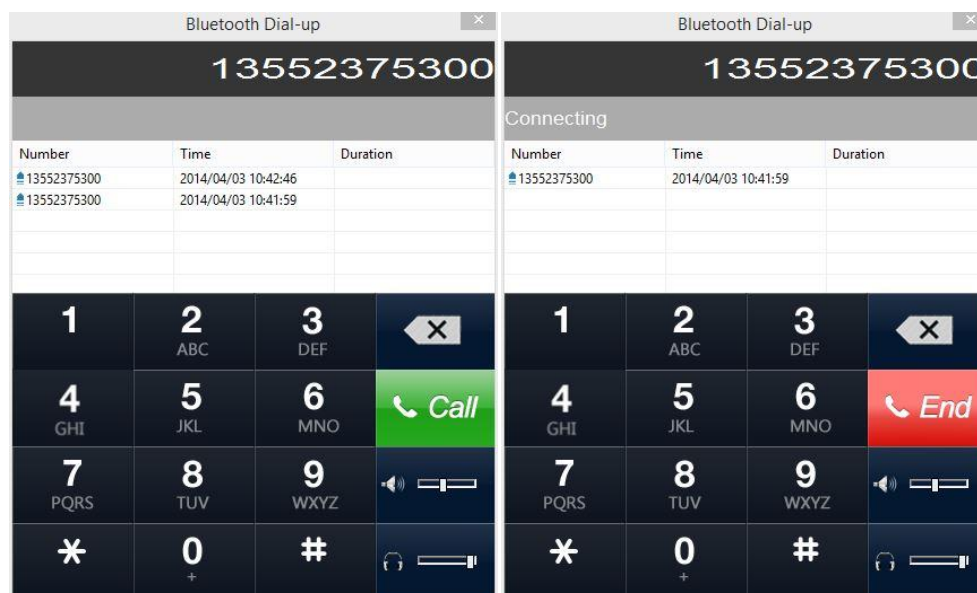 Bluetooth Dial-up
13552375300
Number Time Duration
13552375300 2014/04/03 10:42:46
13552375300 2014/04/03 10:41:59
1
2 ABC
3 DEF
4 GHI
5 JKL
6 MNO
Call
7 PQRS
8 TUV
9 WXYZ
*
0 +
#
Bluetooth Dial-up
13552375300
Connecting
Number Time Duration
13552375300 2014/04/03 10:41:59
1
2 ABC
3 DEF
4 GHI
5 JKL
6 MNO
End
7 PQRS
8 TUV
9 WXYZ
*
0 +
#